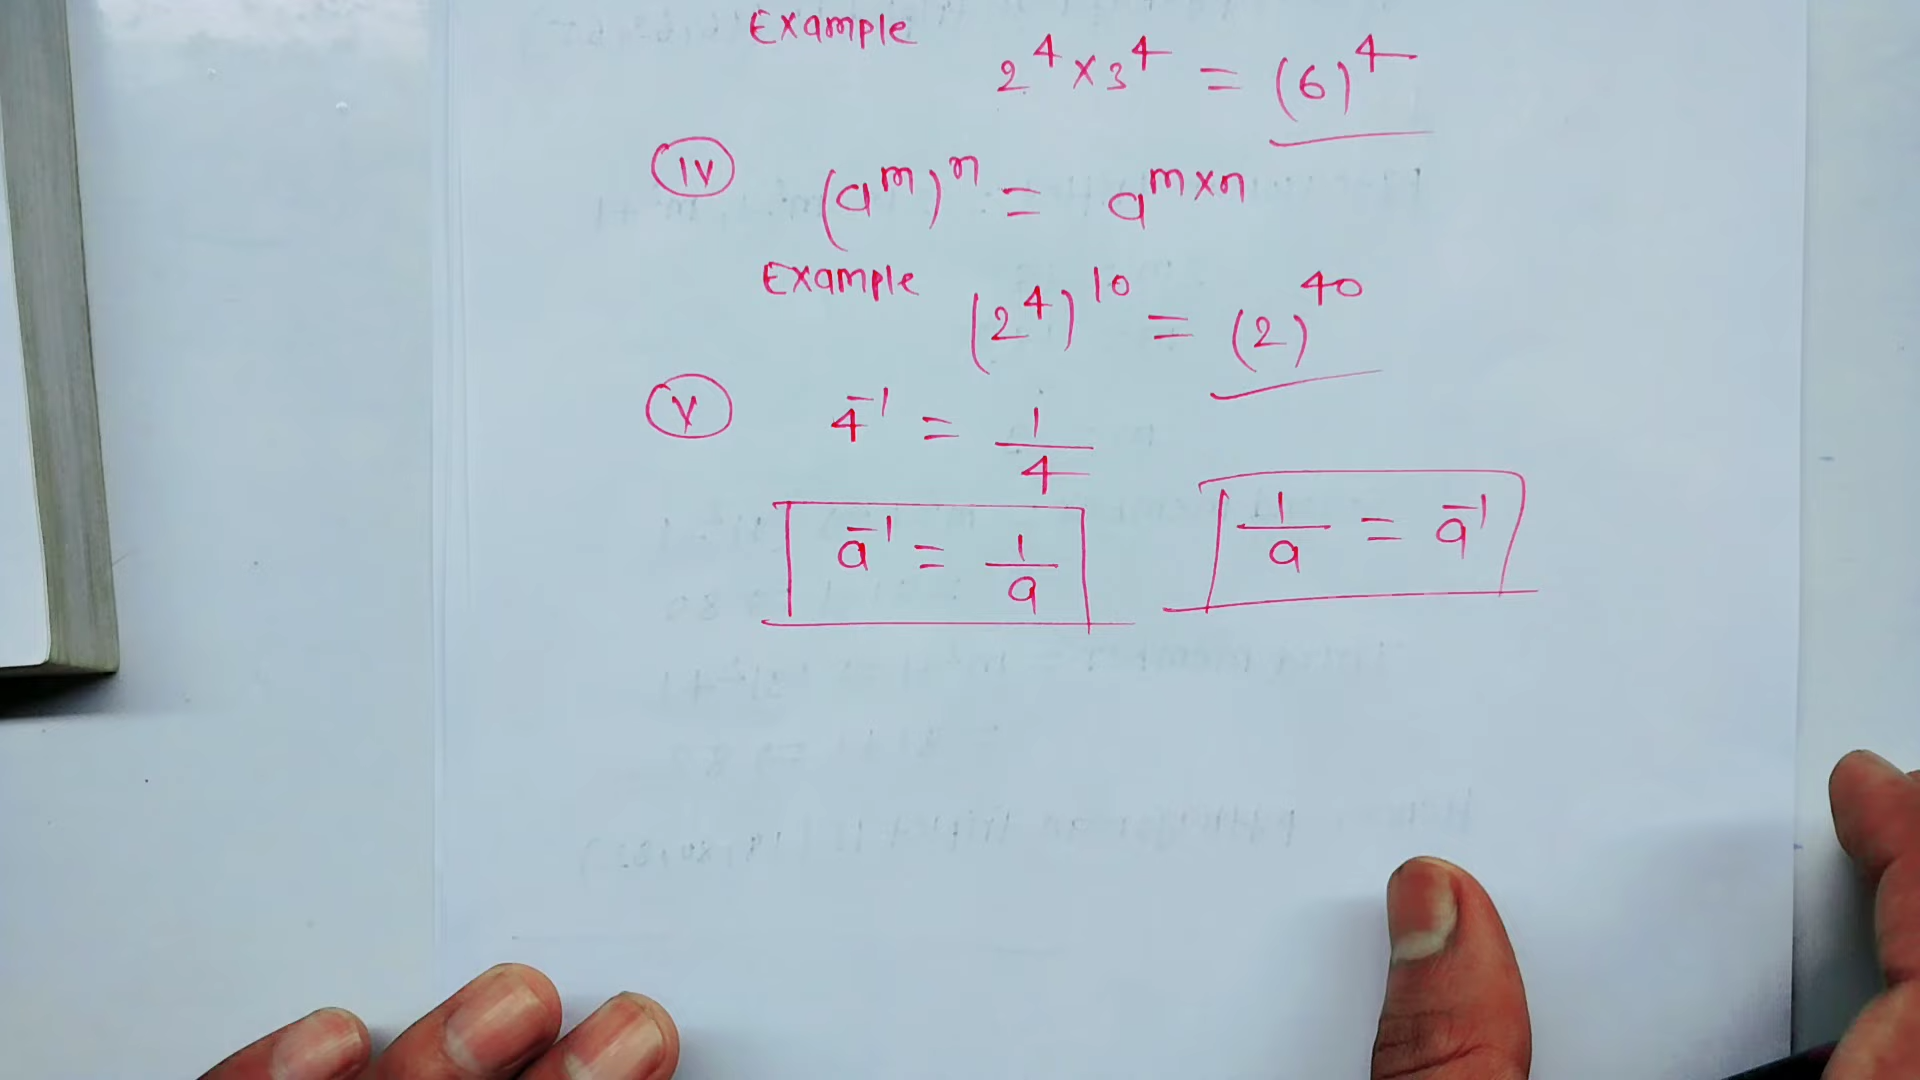 Example
2⁴ × 3⁴ = (6)⁴
(iv) (aᵐ)ⁿ = aᵐˣⁿ
Example
(2⁴)¹⁰ = (2)⁴⁰
(v) 4⁻¹ = 1/4
a⁻¹ = 1/a
1/a = a⁻¹